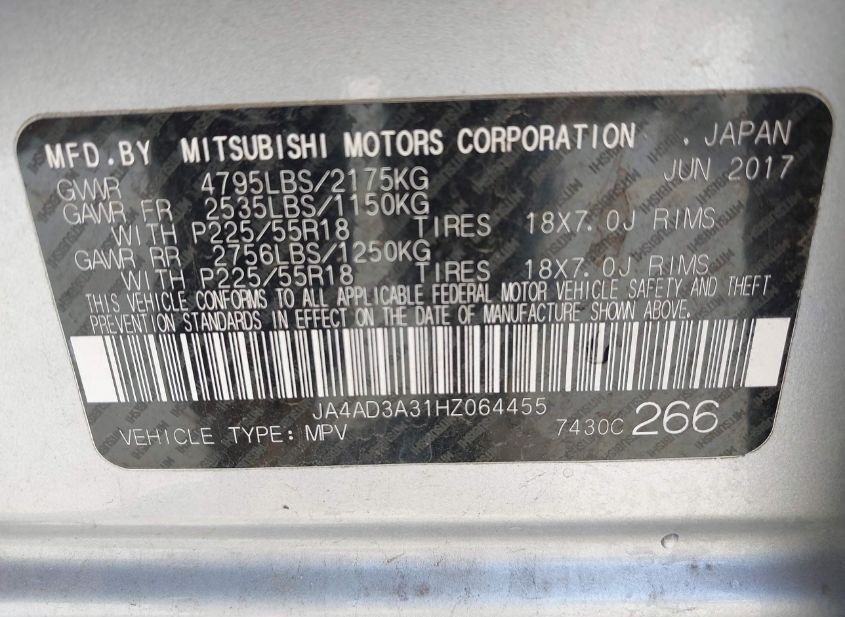 MFD.BY MITSUBISHI MOTORS CORPORATION . JAPAN
JUN 2017
GVWR 4795LBS/2175KG
GAWR FR 2535LBS/1150KG
WITH P225/55R18 TIRES 18X7.0J RIMS
GAWR RR 2756LBS/1250KG
WITH P225/55R18 TIRES 18X7.0J RIMS
THIS VEHICLE CONFORMS TO ALL APPLICABLE FEDERAL MOTOR VEHICLE SAFETY AND THEFT
PREVENTION STANDARDS IN EFFECT ON THE DATE OF MANUFACTURE SHOWN ABOVE.
JA4AD3A31HZ064455
VEHICLE TYPE: MPV 7430C 266